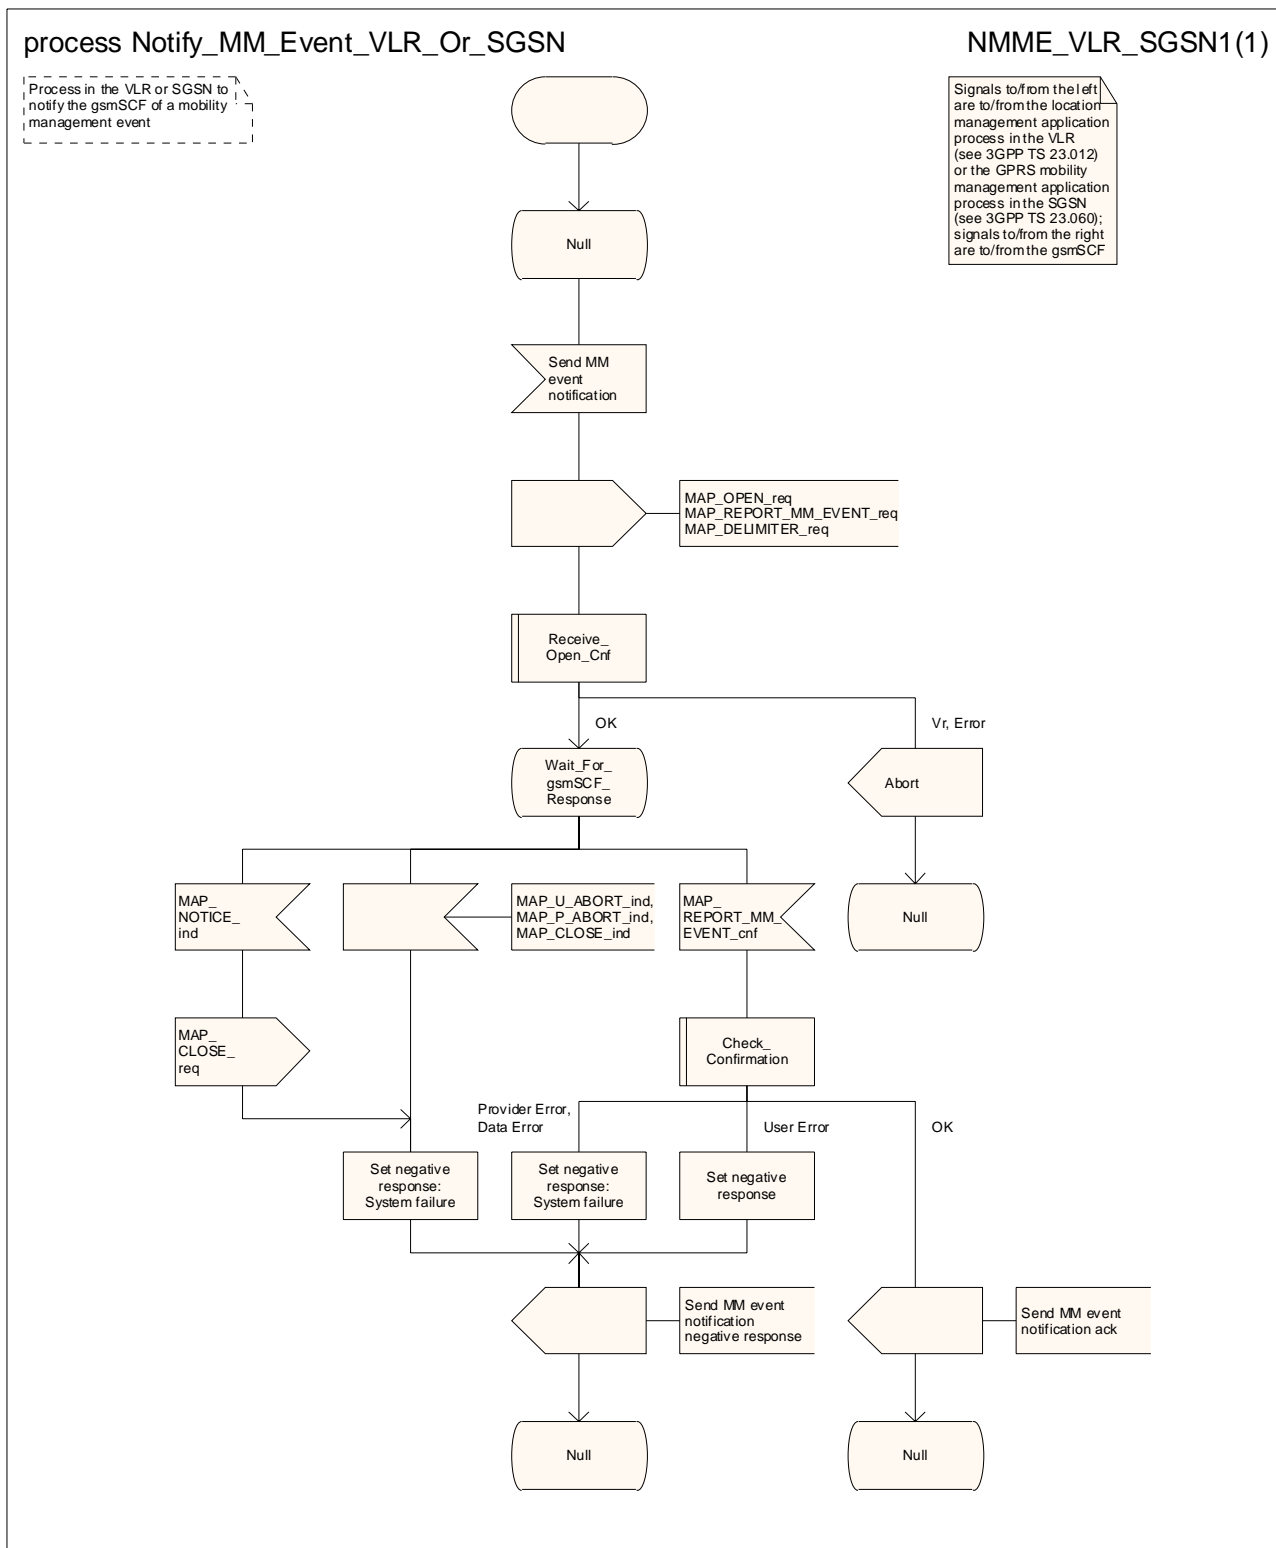 process Notify_MM_Event_VLR_Or_SGSN
NMME_VLR_SGSN1(1)
Process in the VLR or SGSN to
notify the gsmSCF of a mobility
management event
Signals to/from the left
are to/from the location
management application
process in the VLR
(see 3GPP TS 23.012)
or the GPRS mobility
management application
process in the SGSN
(see 3GPP TS 23.060);
signals to/from the right
are to/from the gsmSCF
Null
Send MM
event
notification
MAP_OPEN_req
MAP_REPORT_MM_EVENT_req
MAP_DELIMITER_req
Receive_
Open_Cnf
OK
Vr, Error
Wait_For_
gsmSCF_
Response
Abort
MAP_
NOTICE_
ind
MAP_U_ABORT_ind,
MAP_P_ABORT_ind,
MAP_CLOSE_ind
MAP_
REPORT_MM_
EVENT_cnf
Null
MAP_
CLOSE_
req
Check_
Confirmation
Provider Error,
Data Error
User Error
OK
Set negative
response:
System failure
Set negative
response:
System failure
Set negative
response
Send MM event
notification
negative response
Send MM event
notification ack
Null
Null